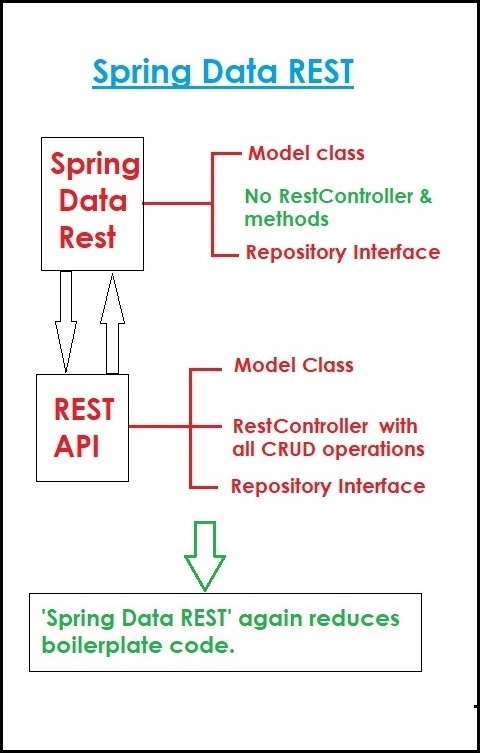 Spring Data REST
Spring
Data
Rest
Model class
No RestController &
methods
Repository Interface
REST
API
Model Class
RestController with
all CRUD operations
Repository Interface
'Spring Data REST' again reduces
boilerplate code.